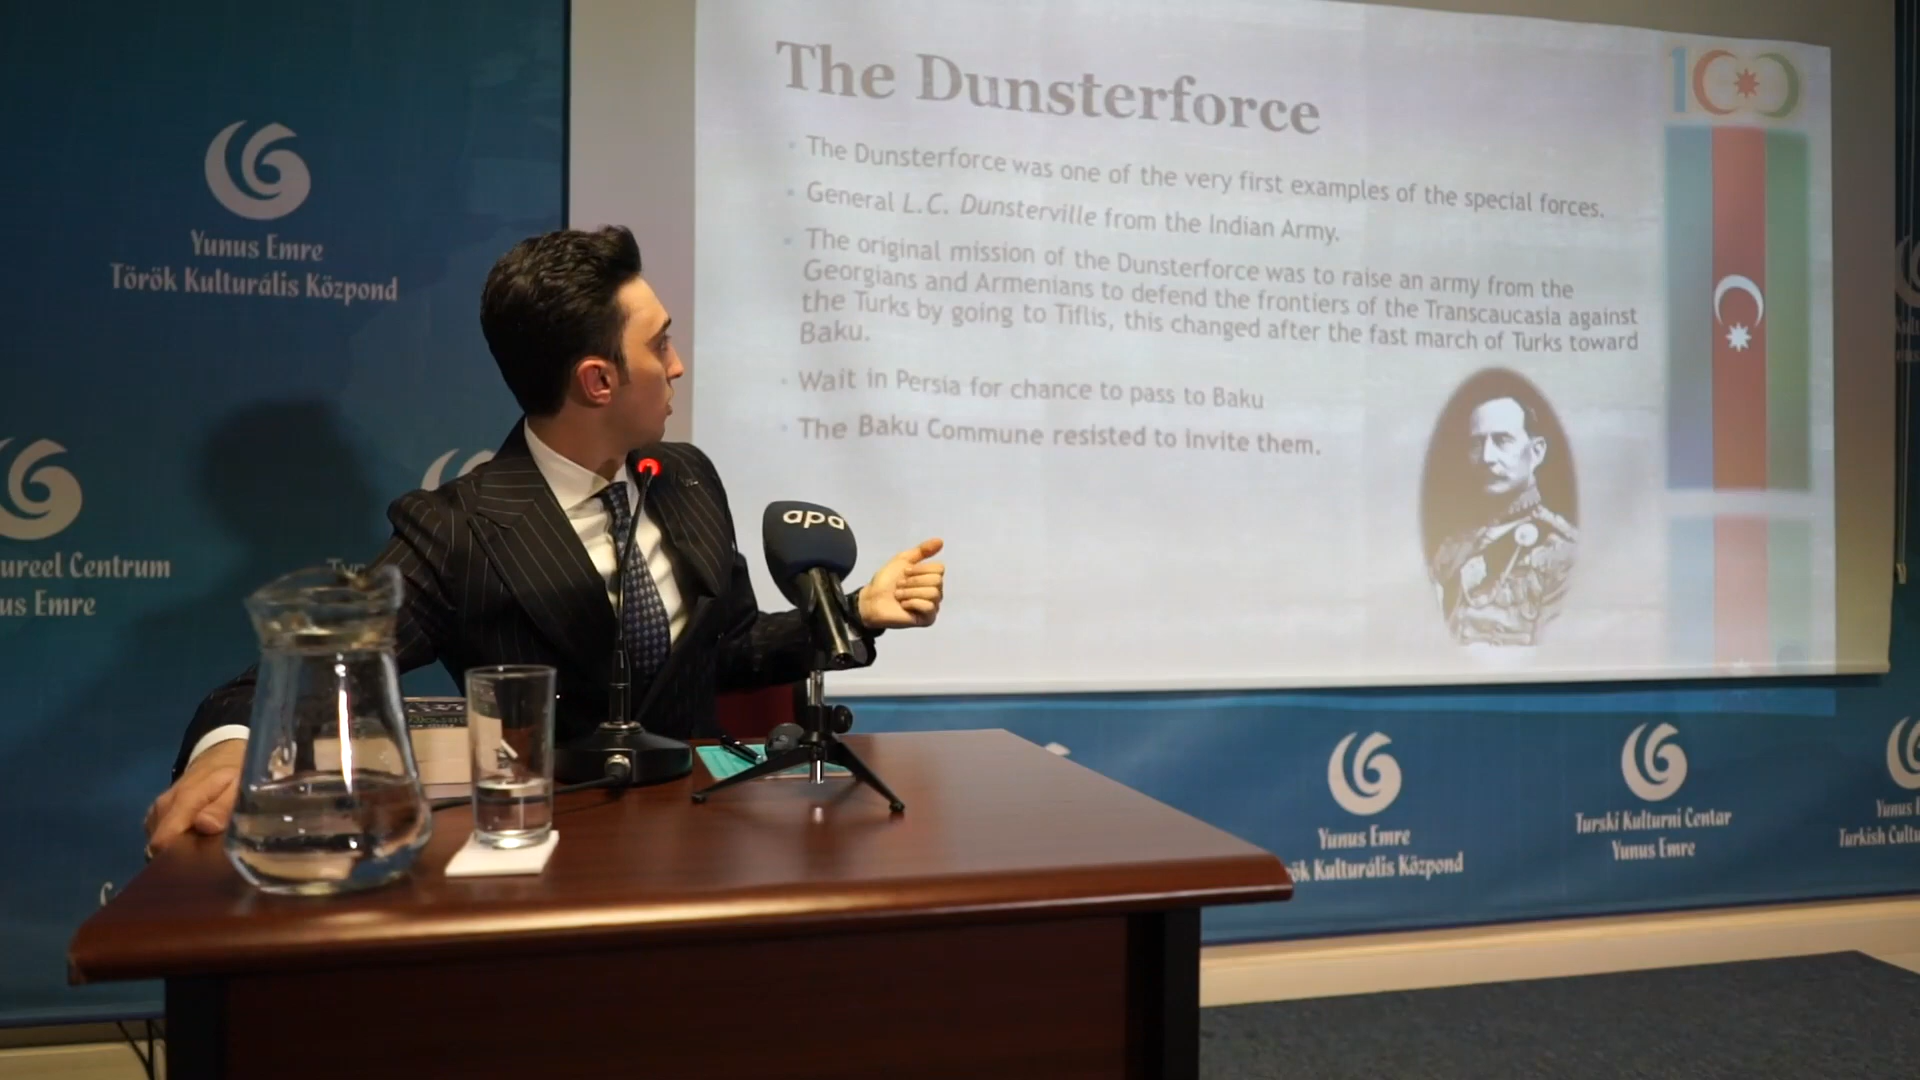 The Dunsterforce
The Dunsterforce was one of the very first examples of the special forces.
General L.C. Dunsterville from the Indian Army.
The original mission of the Dunsterforce was to raise an army from the
Georgians and Armenians to defend the frontiers of the Transcaucasia against
the Turks by going to Tiflis, this changed after the fast march of Turks toward
Baku.
Wait in Persia for chance to pass to Baku
The Baku Commune resisted to invite them.
100
Yunus Emre
Török Kulturális Közpond
ureel Centrum
us Emre
apa
Yunus Emre
ök Kulturális Közpond
Turski Kulturni Centar
Yunus Emre
Yunus
Turkish Cultu